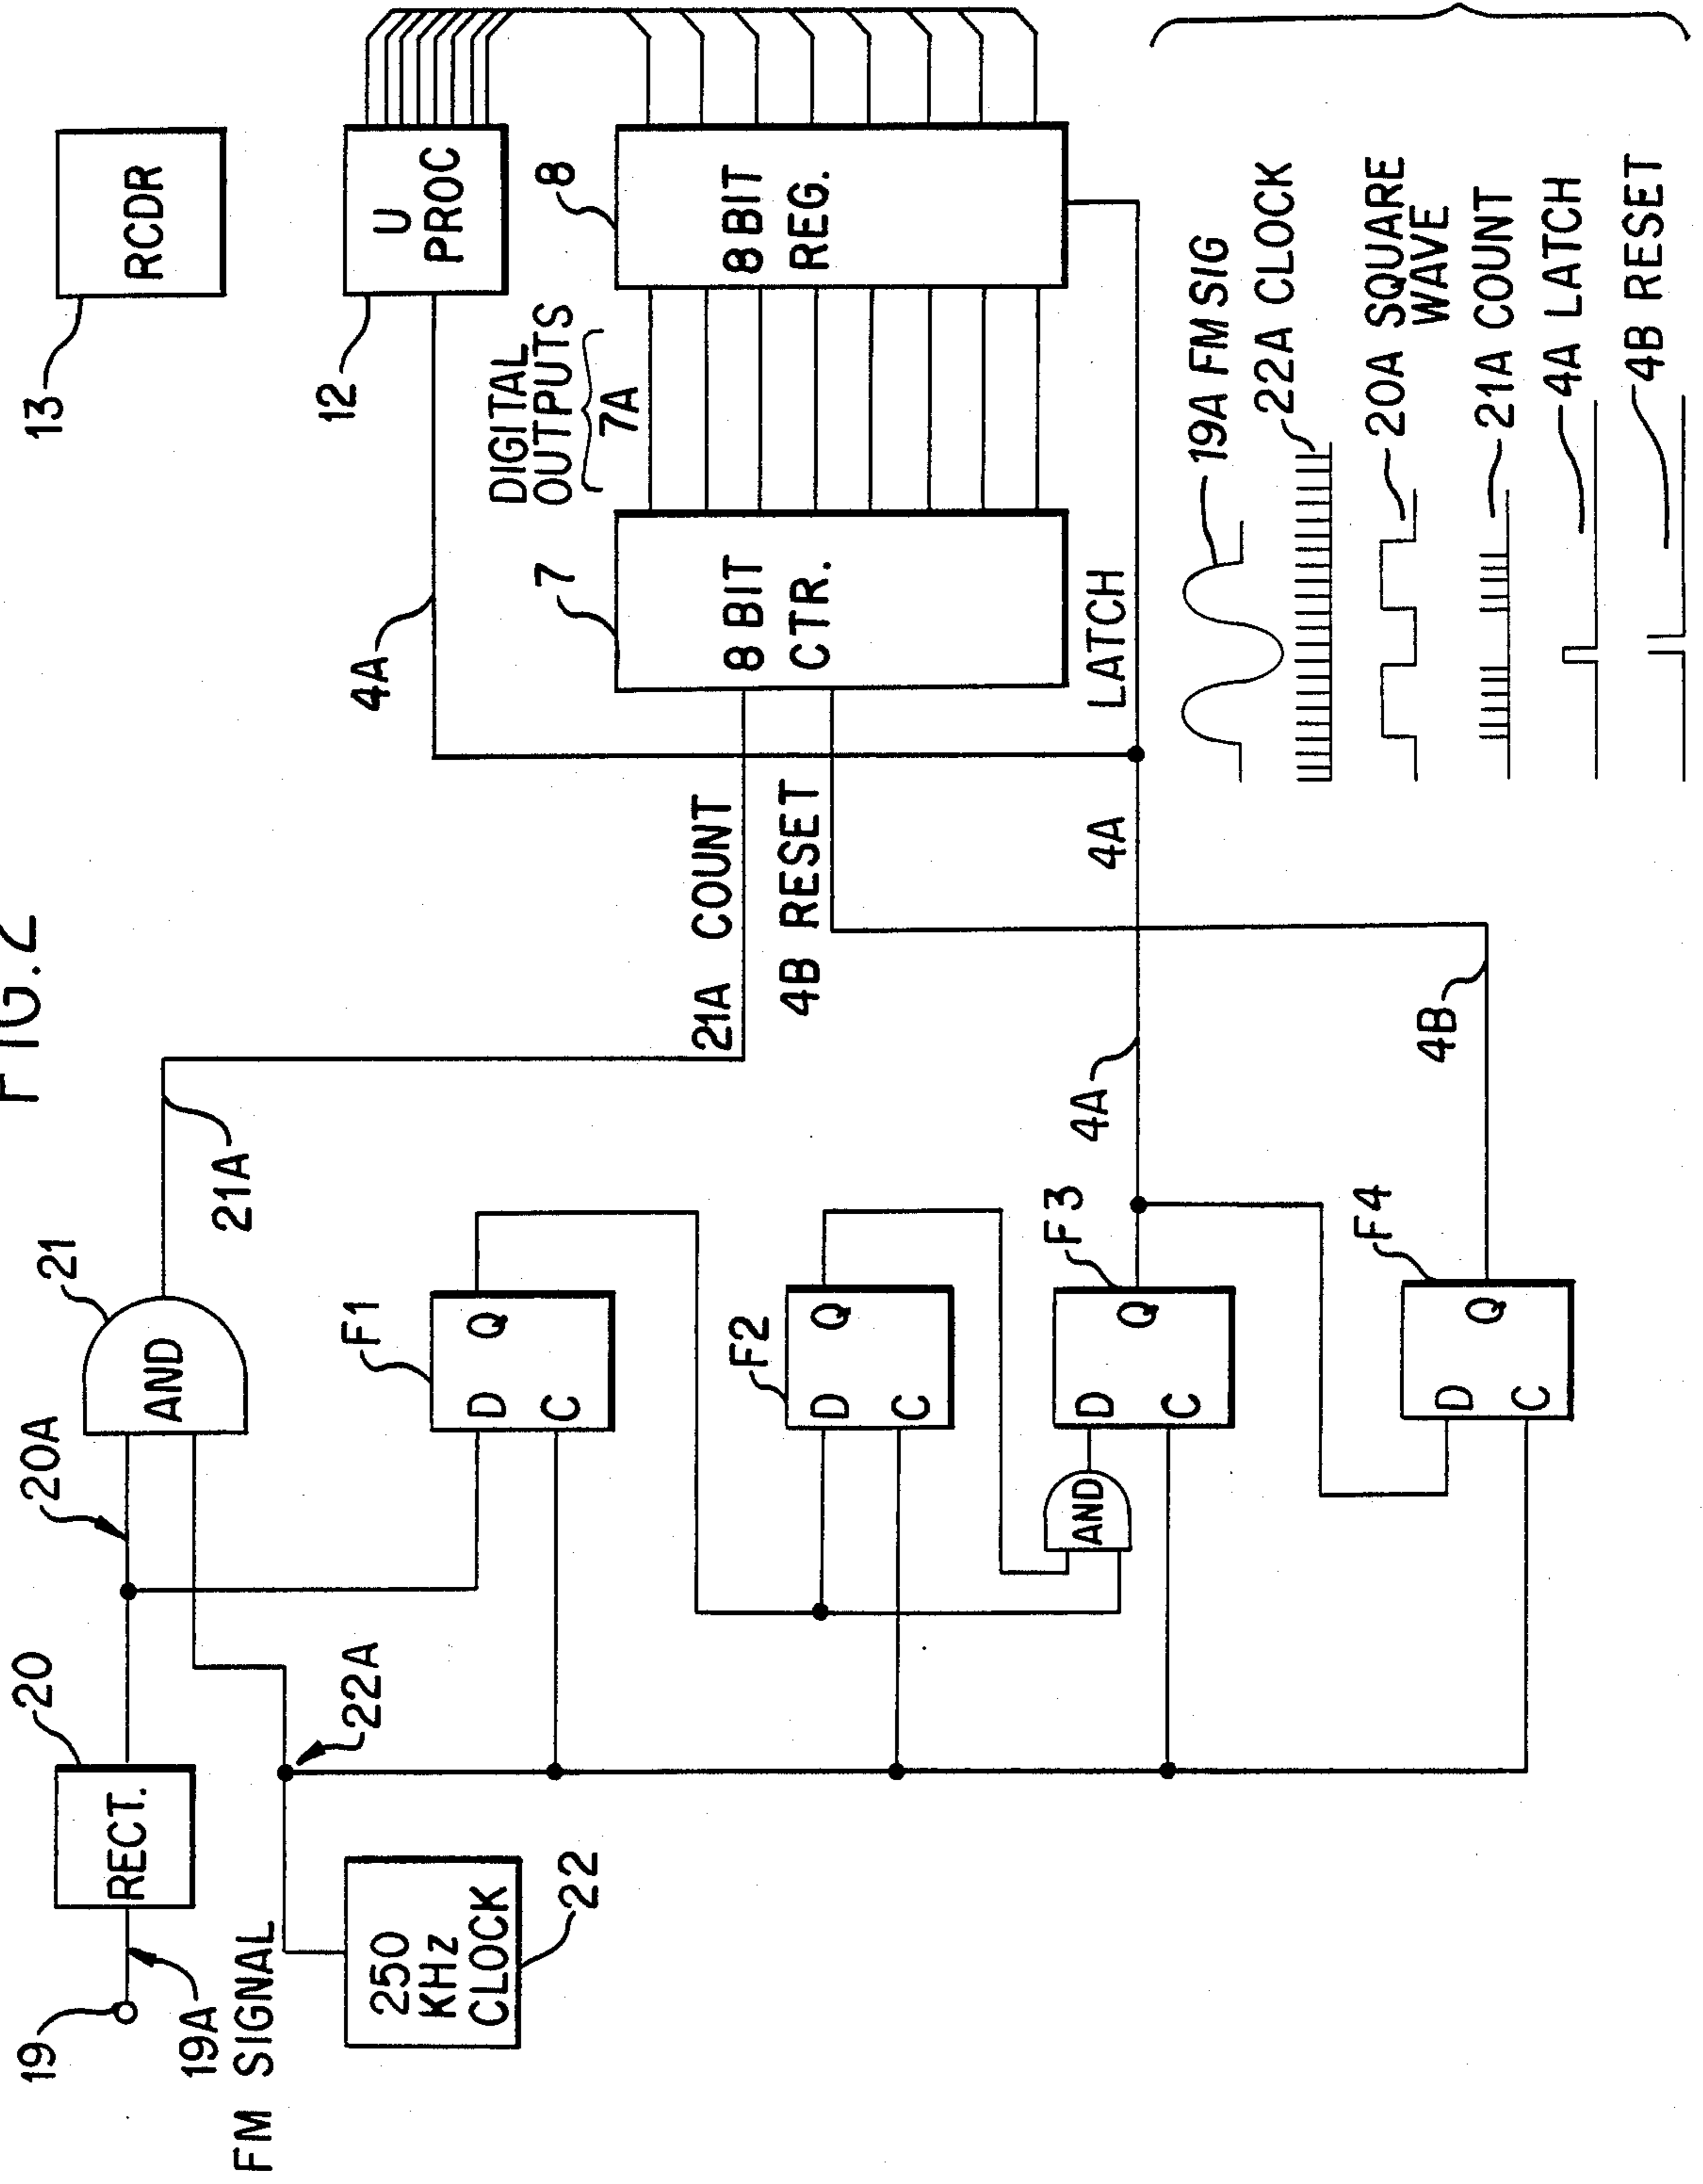 FIG.2
19
19A
FM SIGNAL
RECT.
20
20A
AND
21
21A
250
KHz
CLOCK
22
22A
F1
D
Q
C
F2
D
Q
C
AND
F3
D
Q
C
F4
D
Q
C
4A
4B
21A COUNT
4B RESET
4A
4A
LATCH
7
8 BIT
CTR.
DIGITAL
OUTPUTS
7A
8
8 BIT
REG.
12
U
PROC
13
RCDR
19A FM SIG
22A CLOCK
20A SQUARE
WAVE
21A COUNT
4A LATCH
4B RESET